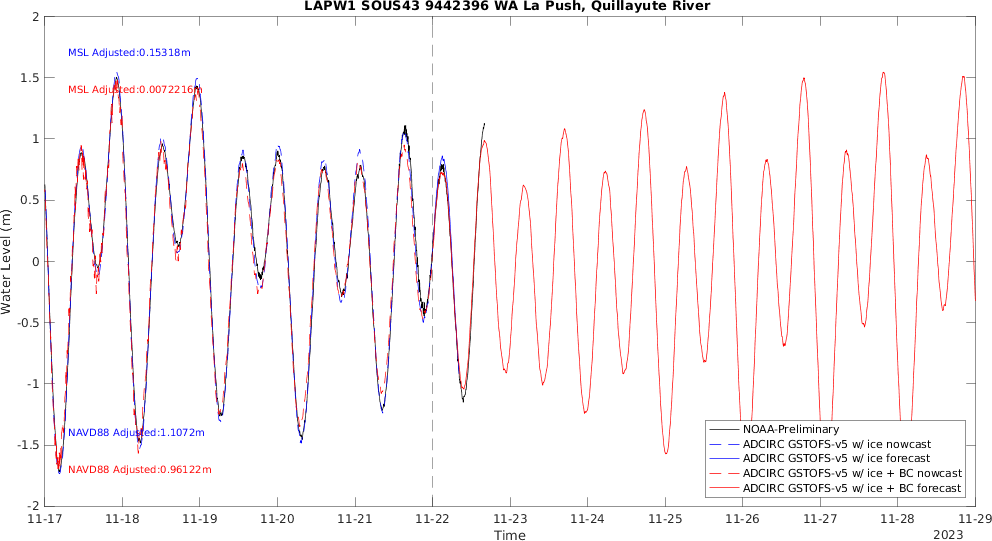 LAPW1 SOUS43 9442396 WA La Push, Quillayute River
2
1.5
1
0.5
0
-0.5
-1
-1.5
-2
Water Level (m)
MSL Adjusted:0.15318m
MSL Adjusted:0.0072216m
NAVD88 Adjusted:1.1072m
NAVD88 Adjusted:0.96122m
NOAA-Preliminary
ADCIRC GSTOFS-v5 w/ ice nowcast
ADCIRC GSTOFS-v5 w/ ice forecast
ADCIRC GSTOFS-v5 w/ ice + BC nowcast
ADCIRC GSTOFS-v5 w/ ice + BC forecast
11-17 11-18 11-19 11-20 11-21 11-22 11-23 11-24 11-25 11-26 11-27 11-28 11-29
Time
2023